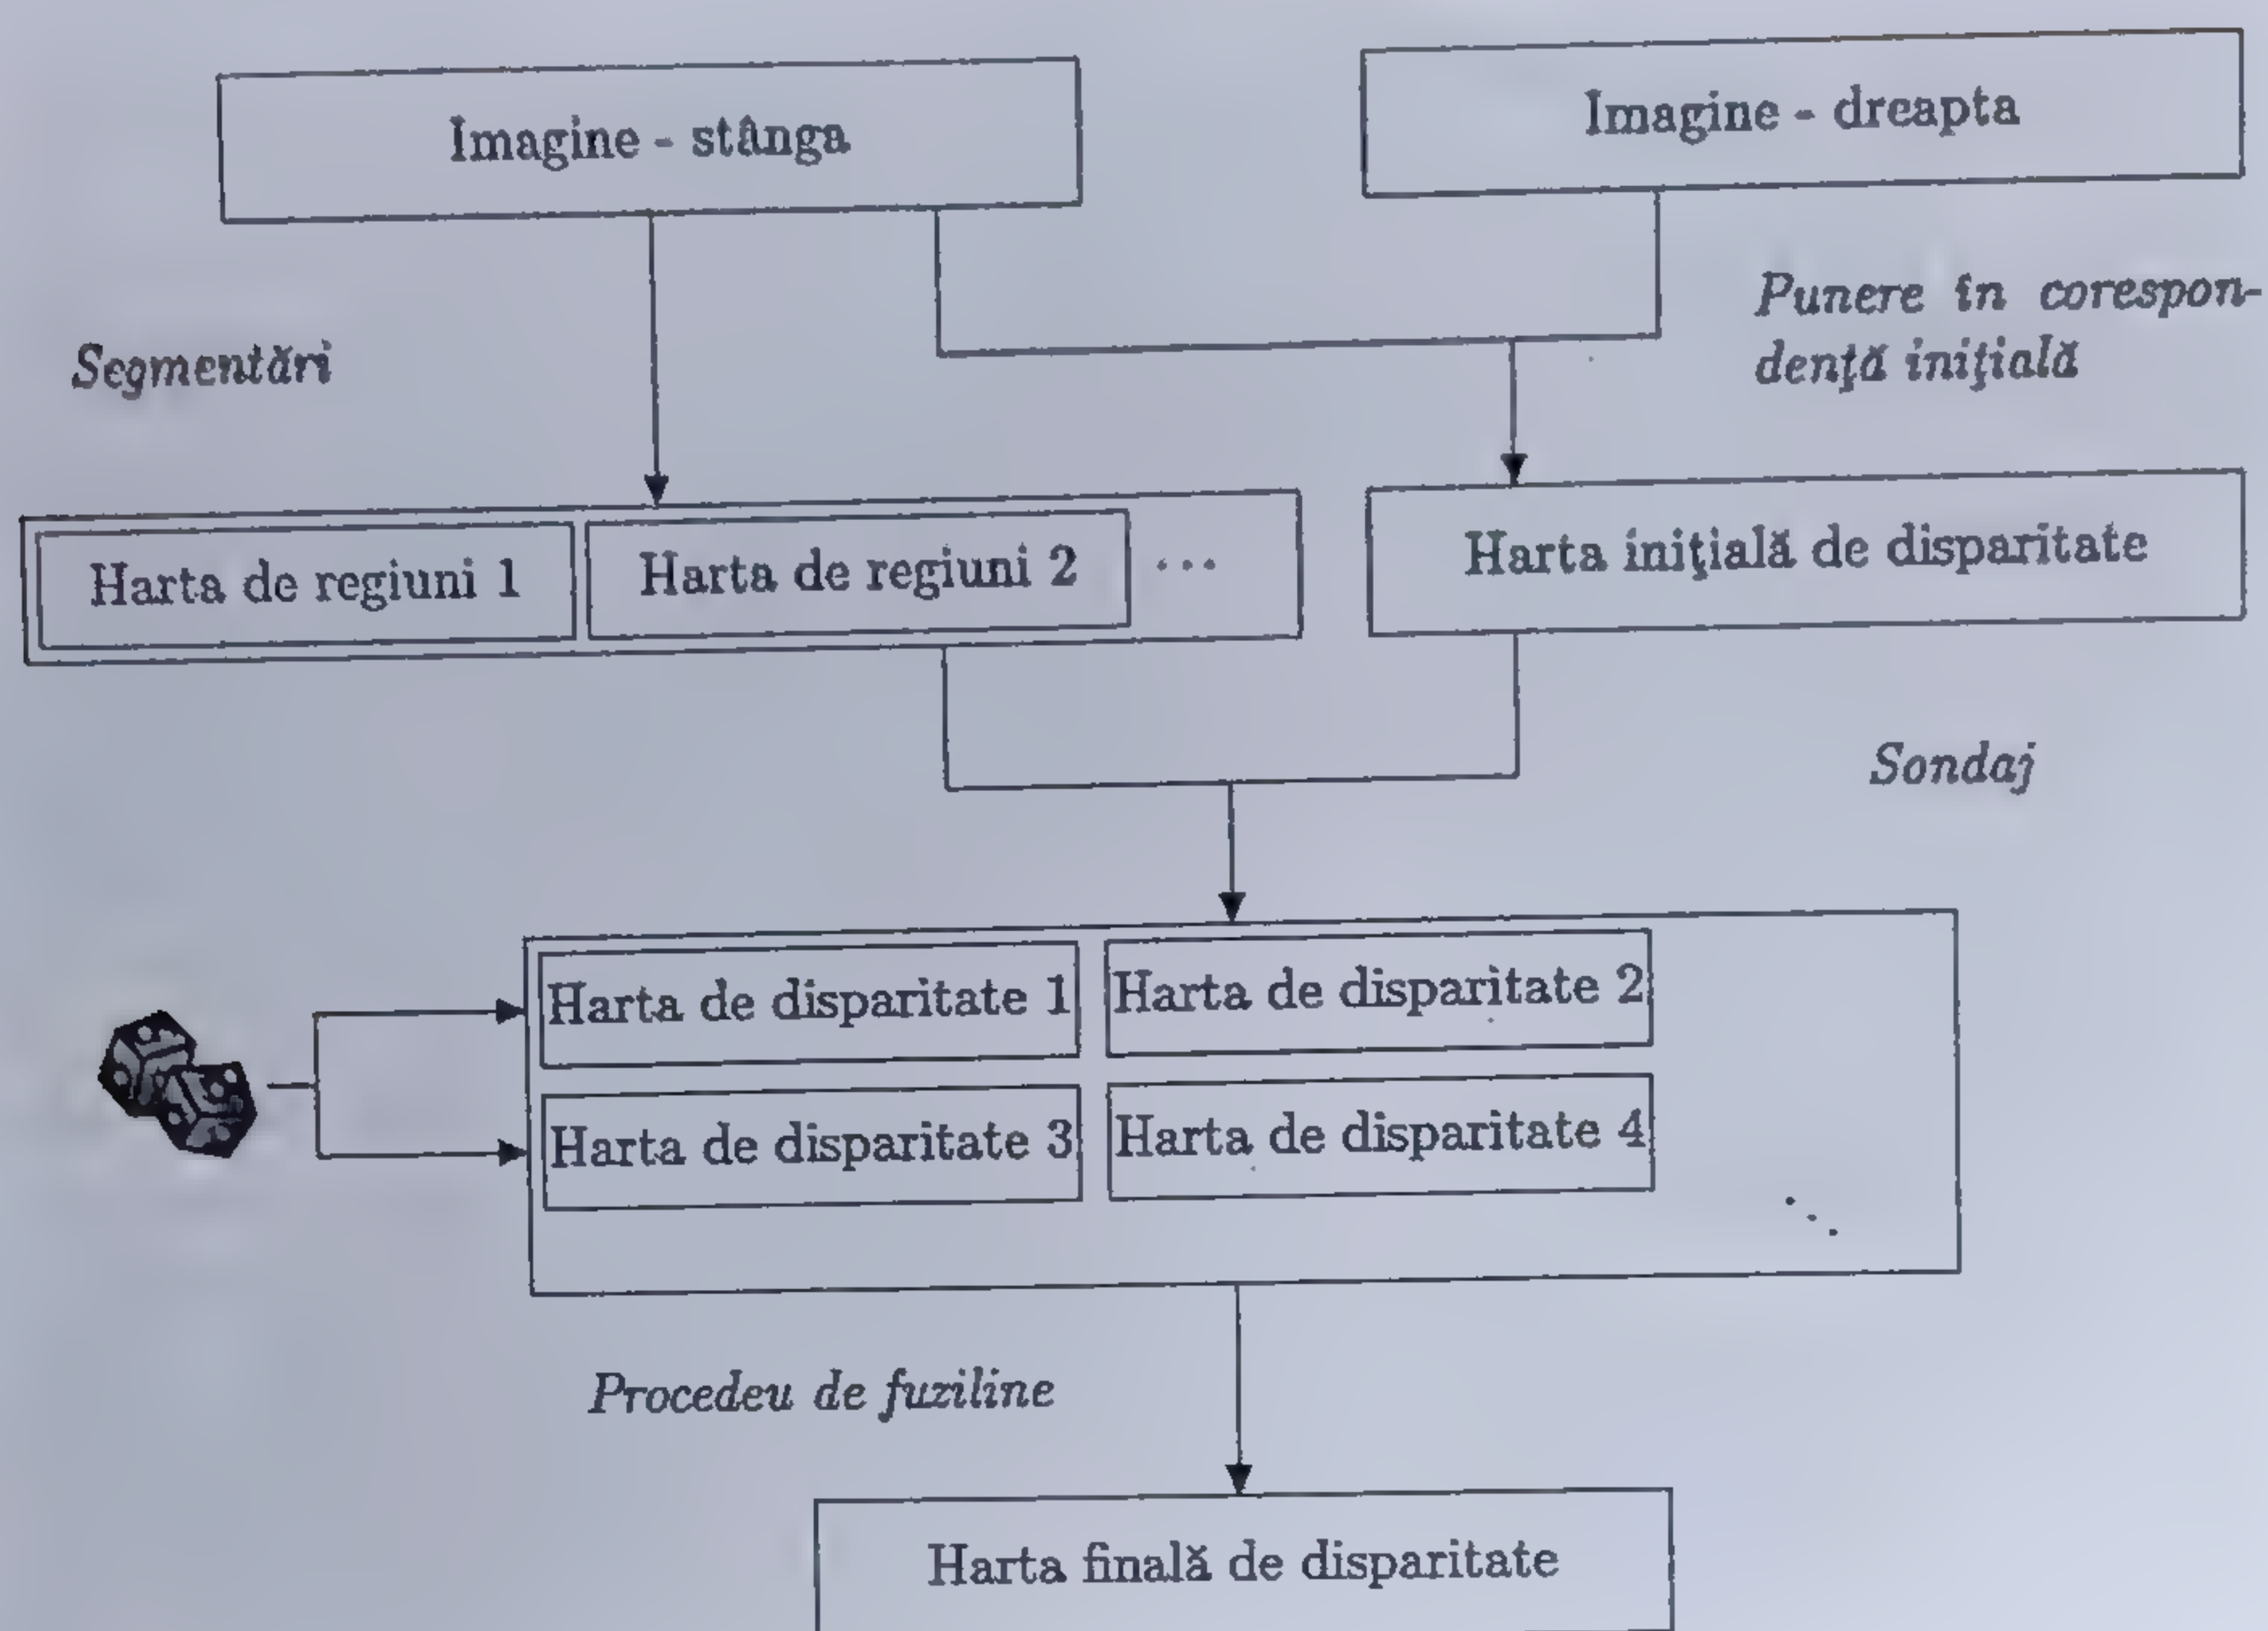 Imagine - stânga
Imagine - dreapta
Punere în corespon-
denţă iniţială
Segmentări
Harta de regiuni 1
Harta de regiuni 2
...
Harta iniţială de disparitate
Sondaj
Harta de disparitate 1
Harta de disparitate 2
Harta de disparitate 3
Harta de disparitate 4
Procedeu de fuziline
Harta finală de disparitate